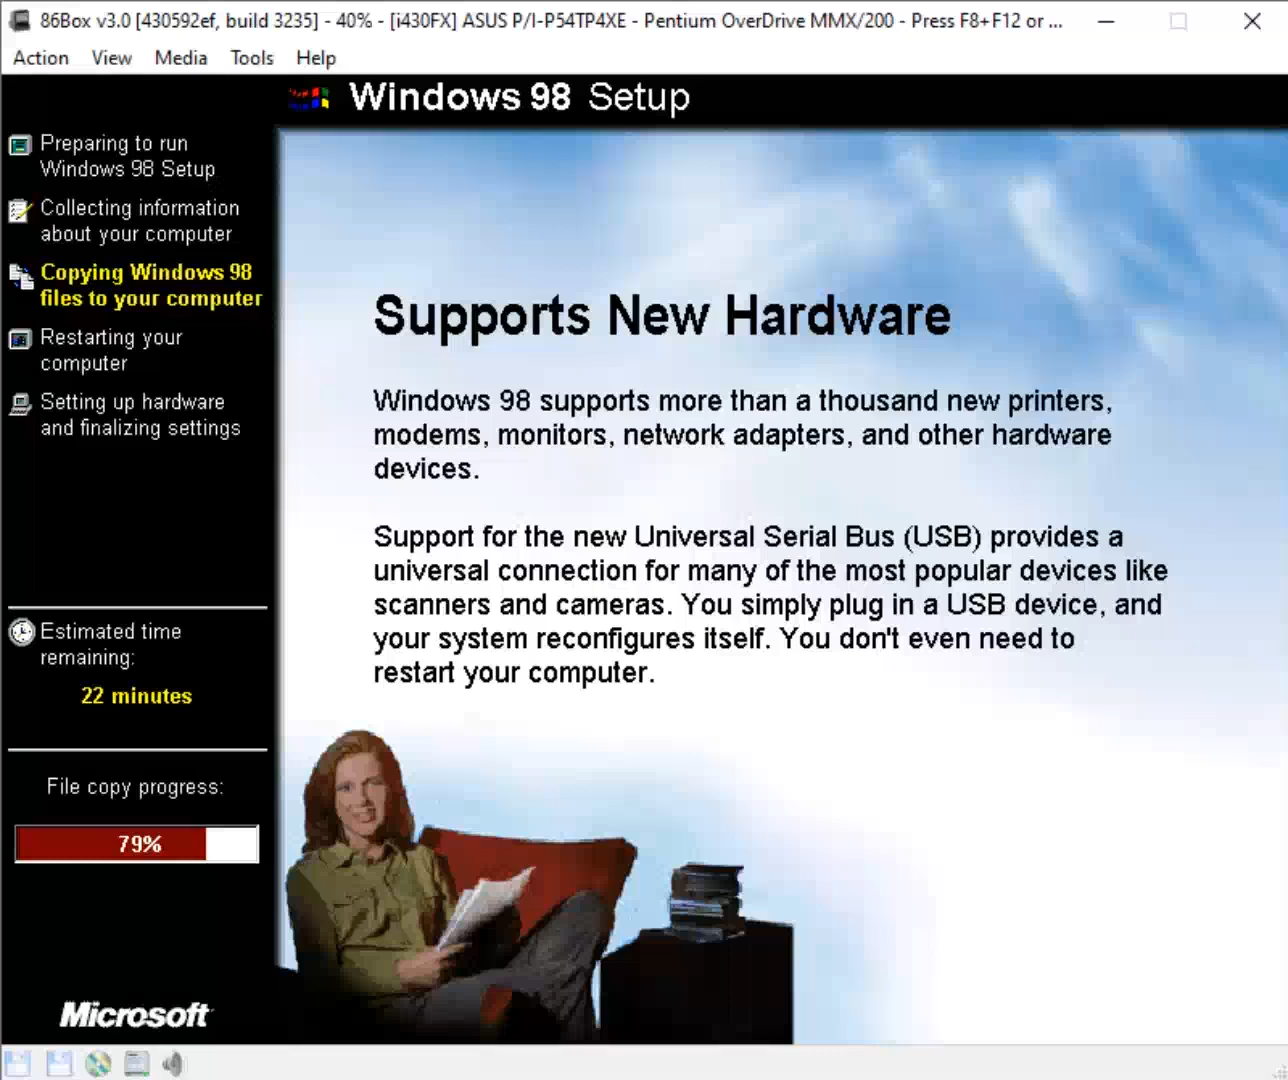 86Box v3.0 [430592ef, build 3235] - 40% - [i430FX] ASUS P/I-P54TP4XE - Pentium OverDrive MMX/200 - Press F8+F12 or ...
Action View Media Tools Help
Windows 98 Setup
Preparing to run
Windows 98 Setup
Collecting information
about your computer
Copying Windows 98
files to your computer
Restarting your
computer
Setting up hardware
and finalizing settings
Estimated time
remaining:
22 minutes
File copy progress:
79%
Microsoft
Supports New Hardware
Windows 98 supports more than a thousand new printers,
modems, monitors, network adapters, and other hardware
devices.
Support for the new Universal Serial Bus (USB) provides a
universal connection for many of the most popular devices like
scanners and cameras. You simply plug in a USB device, and
your system reconfigures itself. You don't even need to
restart your computer.